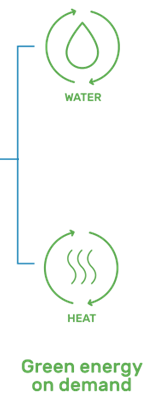 WATER
HEAT
Green energy
on demand